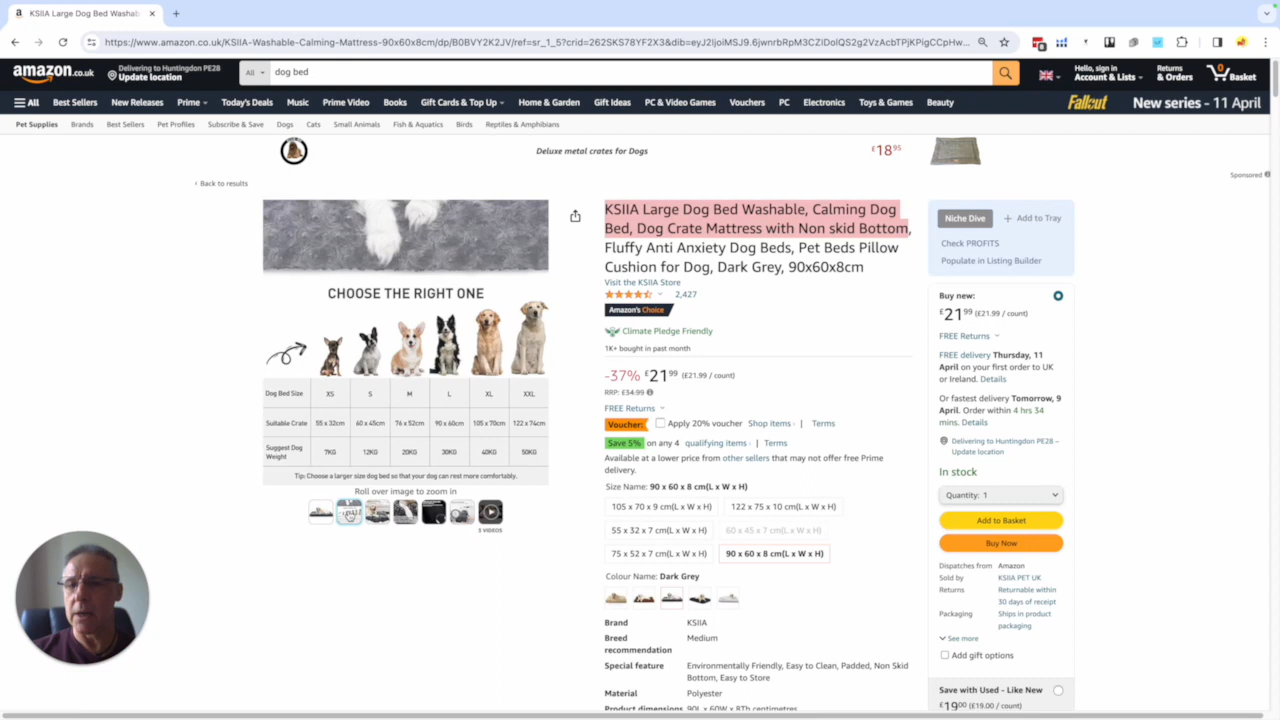 KSIIA Large Dog Bed Washab
https://www.amazon.co.uk/KSIIA-Washable-Calming-Mattress-90x60x8cm/dp/B0BVY2K2JV/ref=sr_1_5?crid=262SKS78YF2X3&dib=eyJ2IjoiMSJ9.6jwnrbRpM3CZIDolQS2g2VzAcbTPjKPigCCpHw...
amazon.co.uk
Delivering to Huntingdon PE28
Update location
All
dog bed
Hello, sign in
Account & Lists
Returns
& Orders
0
Basket
All
Best Sellers
New Releases
Prime
Today's Deals
Music
Prime Video
Books
Gift Cards & Top Up
Home & Garden
Gift Ideas
PC & Video Games
Vouchers
PC
Electronics
Toys & Games
Beauty
Fallout
New series - 11 April
Pet Supplies
Brands
Best Sellers
Pet Profiles
Subscribe & Save
Dogs
Cats
Small Animals
Fish & Aquatics
Birds
Reptiles & Amphibians
Deluxe metal crates for Dogs
£18 95
Sponsored
‹ Back to results
CHOOSE THE RIGHT ONE
Dog Bed Size XS S M L XL XXL
Suitable Crate 55 x 32cm 60 x 45cm 76 x 52cm 90 x 60cm 105 x 70cm 122 x 74cm
Suggest Dog Weight 7KG 12KG 20KG 30KG 40KG 50KG
Tip: Choose a larger size dog bed so that your dog can rest more comfortably.
Roll over image to zoom in
3 VIDEOS
KSIIA Large Dog Bed Washable, Calming Dog
Bed, Dog Crate Mattress with Non skid Bottom,
Fluffy Anti Anxiety Dog Beds, Pet Beds Pillow
Cushion for Dog, Dark Grey, 90x60x8cm
Visit the KSIIA Store
2,427
Amazon's Choice
Climate Pledge Friendly
1K+ bought in past month
-37% £21 99 (£21.99 / count)
RRP: £34.99
FREE Returns
Voucher: Apply 20% voucher Shop items › | Terms
Save 5% on any 4 qualifying items › | Terms
Available at a lower price from other sellers that may not offer free Prime
delivery.
Size Name: 90 x 60 x 8 cm(L x W x H)
105 x 70 x 9 cm(L x W x H)
122 x 75 x 10 cm(L x W x H)
55 x 32 x 7 cm(L x W x H)
60 x 45 x 7 cm(L x W x H)
75 x 52 x 7 cm(L x W x H)
90 x 60 x 8 cm(L x W x H)
Colour Name: Dark Grey
Brand KSIIA
Breed recommendation Medium
Special feature Environmentally Friendly, Easy to Clean, Padded, Non Skid
Bottom, Easy to Store
Material Polyester
Product dimensions 90L x 60W x 8Th centimetres
Niche Dive
+ Add to Tray
Check PROFITS
Populate in Listing Builder
Buy new:
£21 99 (£21.99 / count)
FREE Returns
FREE delivery Thursday, 11
April on your first order to UK
or Ireland. Details
Or fastest delivery Tomorrow, 9
April. Order within 4 hrs 34
mins. Details
Delivering to Huntingdon PE28 -
Update location
In stock
Quantity: 1
Add to Basket
Buy Now
Dispatches from Amazon
Sold by KSIIA PET UK
Returns Returnable within
30 days of receipt
Packaging Ships in product
packaging
See more
Add gift options
Save with Used - Like New
£19 00 (£19.00 / count)